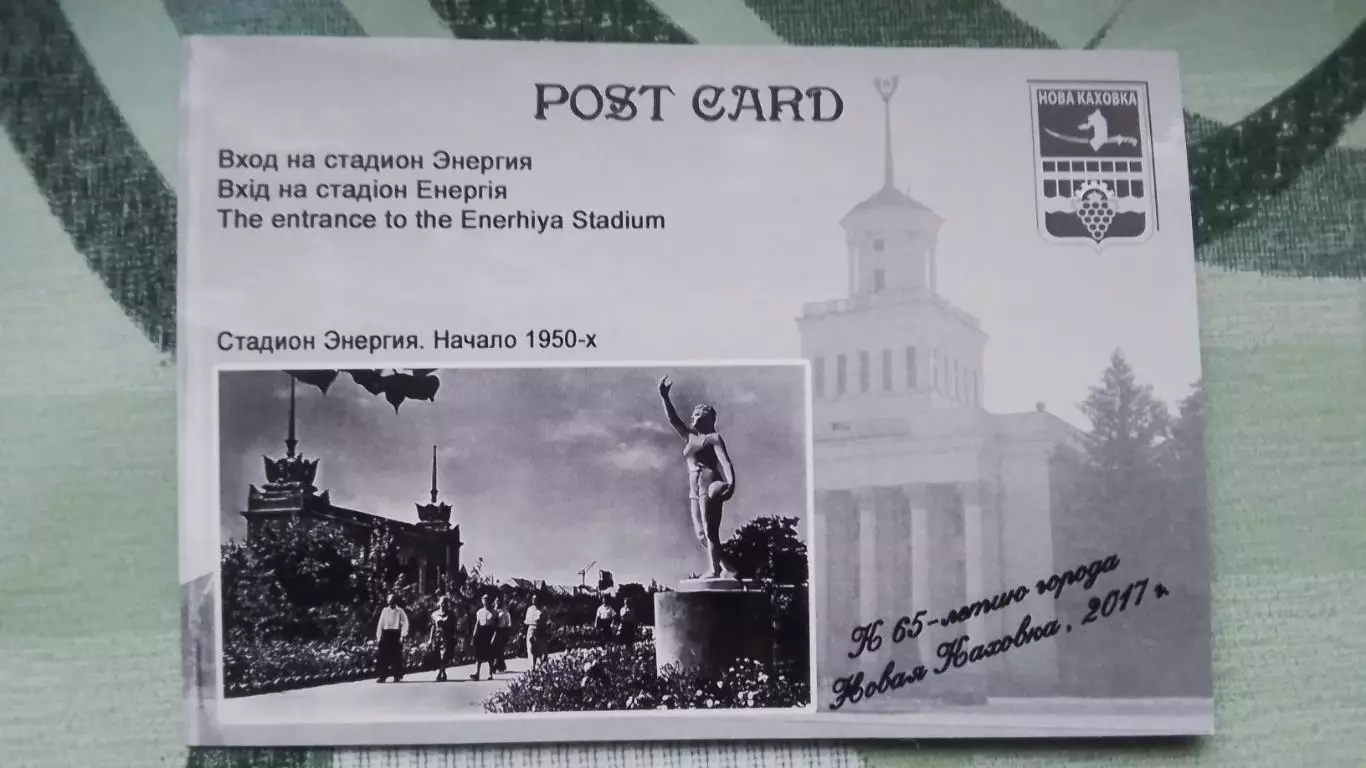 POST CARD
НОВА КАХОВКА
Вход на стадион Энергия
Вхід на стадіон Енергія
The entrance to the Enerhiya Stadium
Стадион Энергия. Начало 1950-х
К 65-летию города
Новая Каховка, 2017 г.